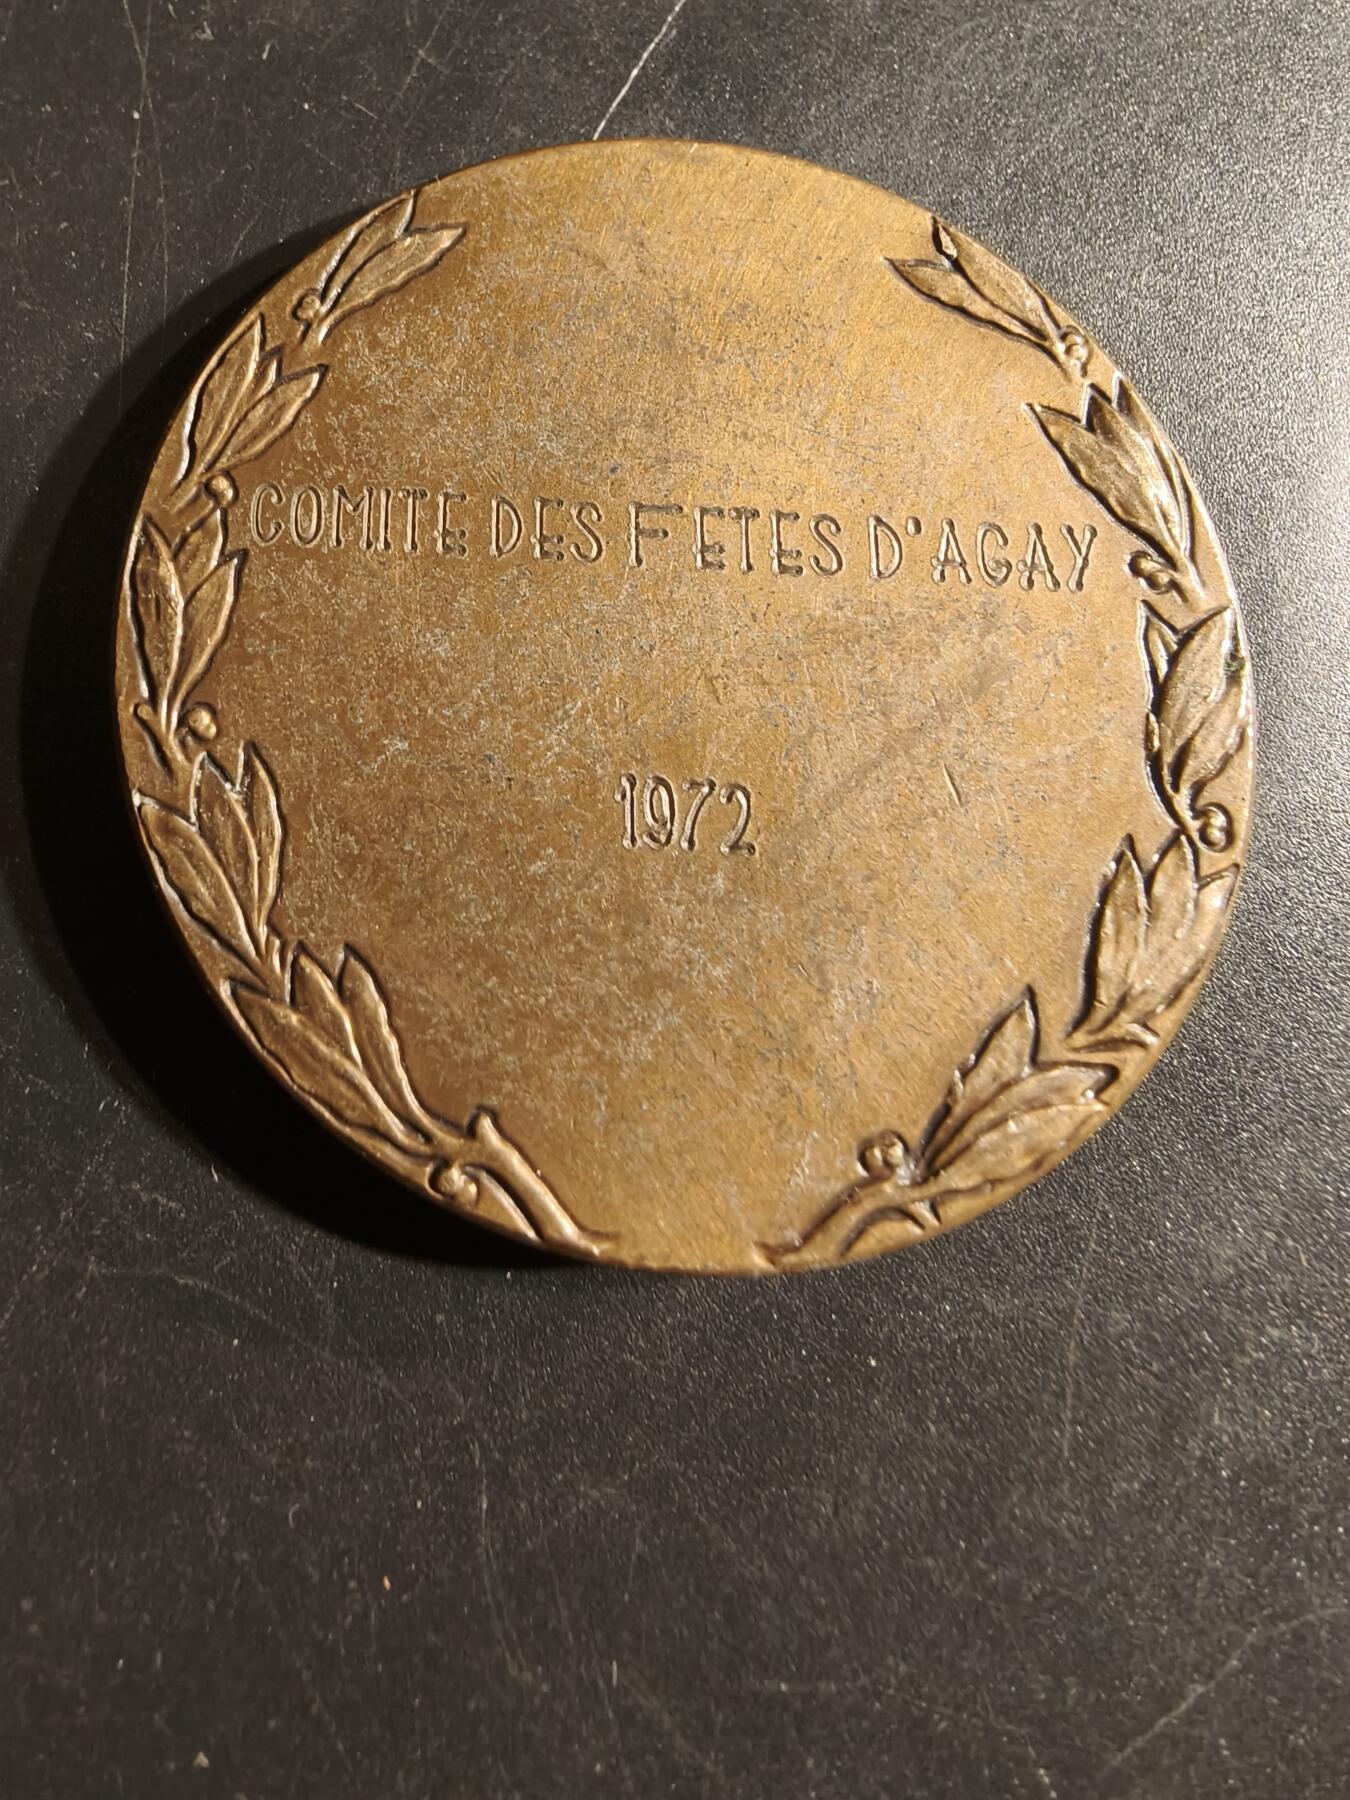 COMITE DES FETES D'AGAY
1972